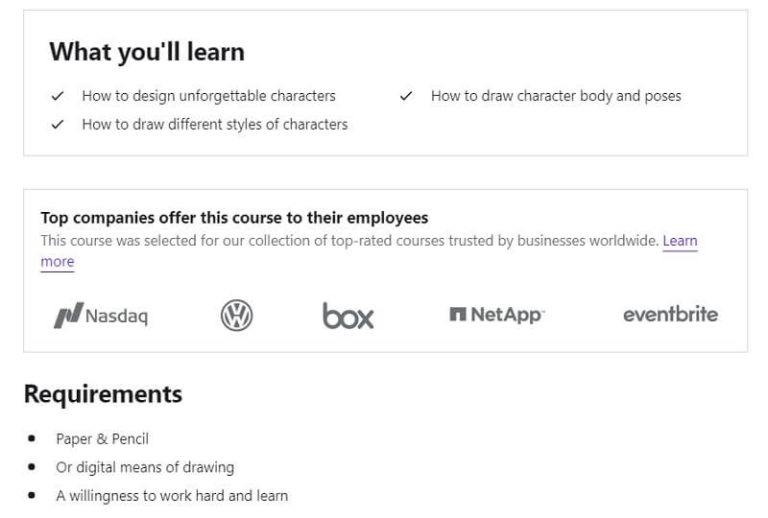 What you'll learn
How to design unforgettable characters
How to draw character body and poses
How to draw different styles of characters
Top companies offer this course to their employees
This course was selected for our collection of top-rated courses trusted by businesses worldwide. Learn
more
Nasdaq
box
NetApp
eventbrite
Requirements
Paper & Pencil
Or digital means of drawing
A willingness to work hard and learn